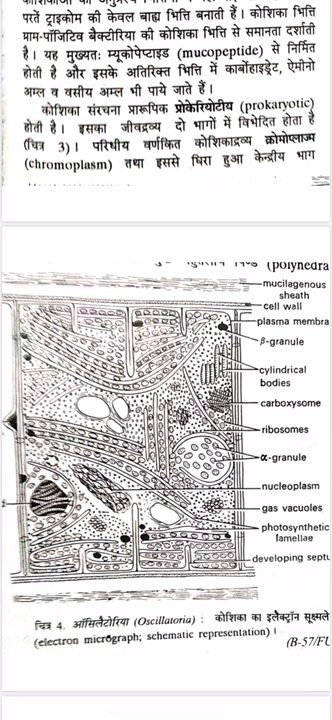 परतें ट्राइकोम की केवल बाह्य भित्ति बनाती हैं। कोशिका भित्ति
ग्राम-पॉजिटिव बैक्टीरिया की कोशिका भित्ति से समानता दर्शाती
है। यह मुख्यतः म्यूकोपेप्टाइड (mucopeptide) से निर्मित
होती है और इसके अतिरिक्त भित्ति में कार्बोहाइड्रेट, ऐमीनो
अम्ल व वसीय अम्ल भी पाये जाते हैं।
कोशिका संरचना प्रारूपिक प्रोकेरियोटीय (prokaryotic)
होती है। इसका जीवद्रव्य दो भागों में विभेदित होता है
(चित्र 3)। परिधीय वर्णकित कोशिकाद्रव्य क्रोमोप्लाज्म
(chromoplasm) तथा इससे घिरा हुआ केन्द्रीय भाग
(polyhedra
mucilagenous
sheath
cell wall
plasma membra
β-granule
cylindrical
bodies
carboxysome
ribosomes
α-granule
nucleoplasm
gas vacuoles
photosynthetic
lamellae
developing septu
चित्र 4. ऑसिलैटोरिया (Oscillatoria) : कोशिका का इलैक्ट्रॉन सूक्ष्मले
(electron micrograph; schematic representation)।
(B-57/FU